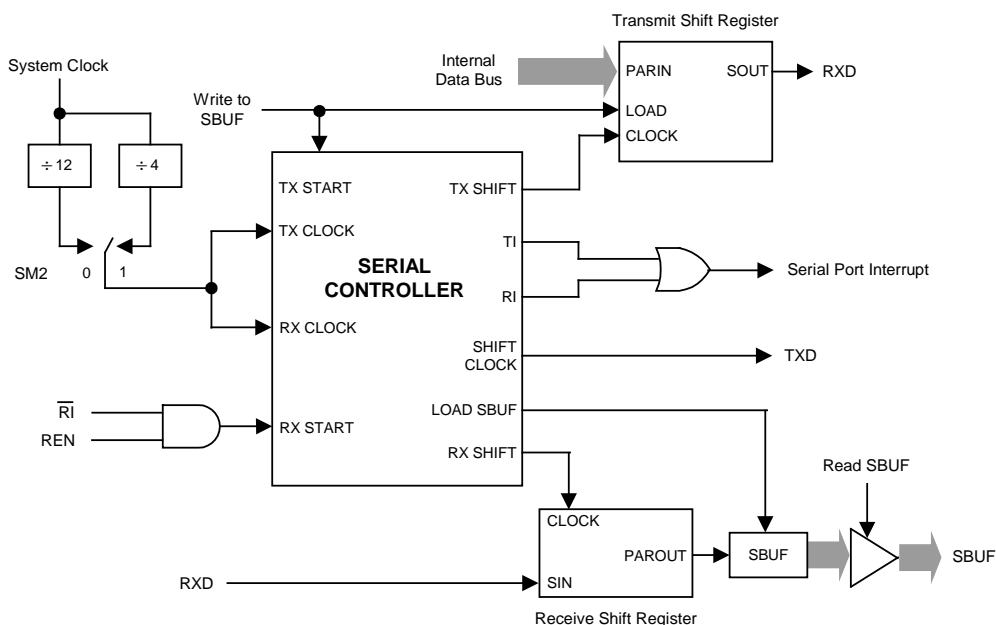 Transmit Shift Register
System Clock
Internal
Data Bus
PARIN
SOUT
RXD
Write to
SBUF
LOAD
CLOCK
÷12
÷4
TX START
TX SHIFT
TX CLOCK
TI
SM2
0
1
SERIAL
CONTROLLER
Serial Port Interrupt
RI
RX CLOCK
SHIFT
CLOCK
TXD
R̅I̅
REN
RX START
LOAD SBUF
RX SHIFT
Read SBUF
CLOCK
PAROUT
SBUF
SBUF
RXD
SIN
Receive Shift Register